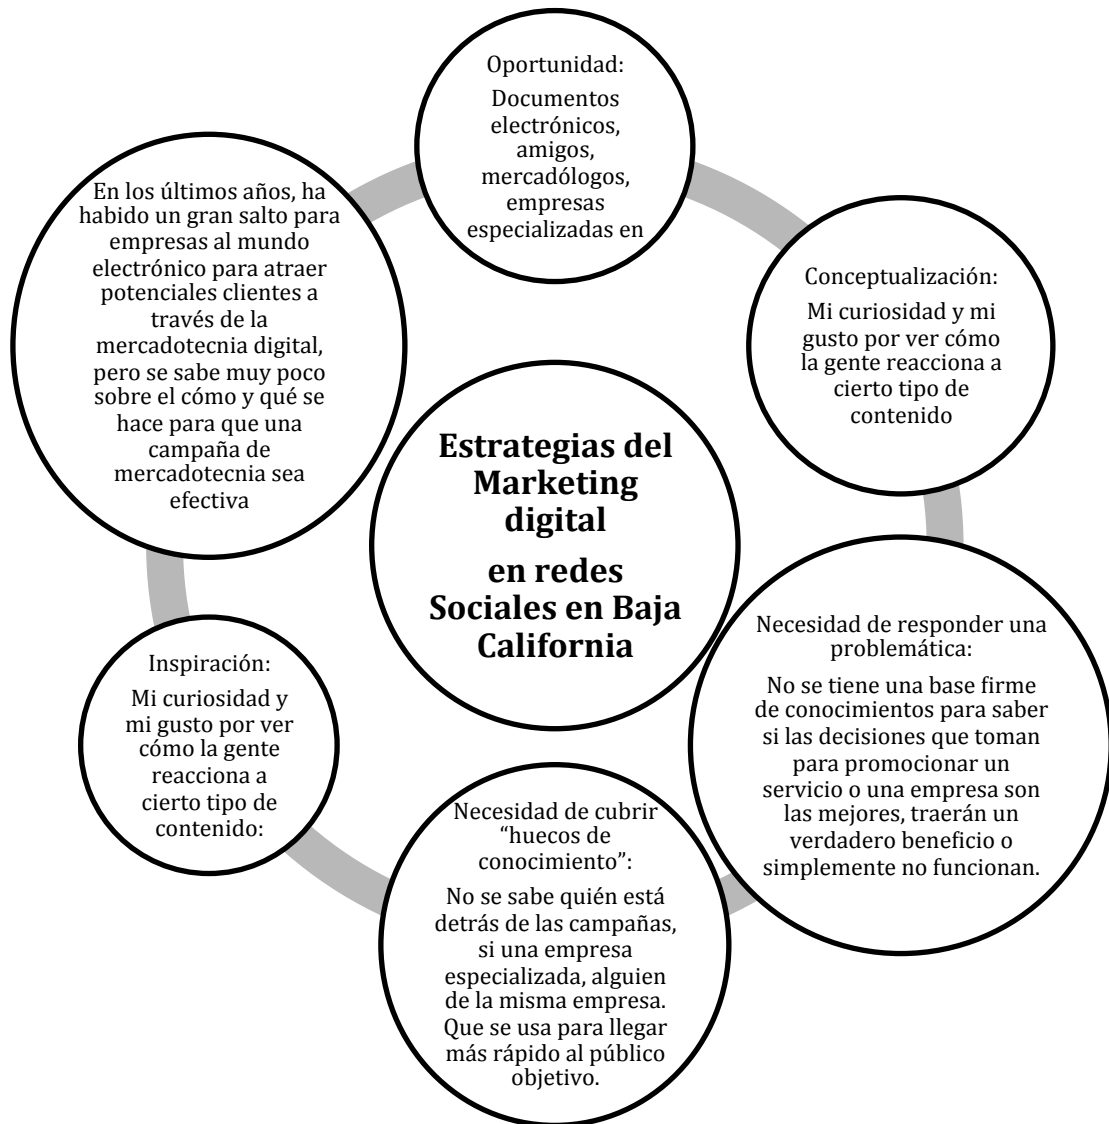 Oportunidad:
Documentos
electrónicos,
amigos,
mercadólogos,
empresas
especializadas en
Conceptualización:
Mi curiosidad y mi
gusto por ver cómo
la gente reacciona a
cierto tipo de
contenido
Necesidad de responder una
problemática:
No se tiene una base firme
de conocimientos para saber
si las decisiones que toman
para promocionar un
servicio o una empresa son
las mejores, traerán un
verdadero beneficio o
simplemente no funcionan.
Necesidad de cubrir
“huecos de
conocimiento”:
No se sabe quién está
detrás de las campañas,
si una empresa
especializada, alguien
de la misma empresa.
Que se usa para llegar
más rápido al público
objetivo.
Inspiración:
Mi curiosidad y
mi gusto por ver
cómo la gente
reacciona a
cierto tipo de
contenido:
En los últimos años, ha
habido un gran salto para
empresas al mundo
electrónico para atraer
potenciales clientes a
través de la
mercadotecnia digital,
pero se sabe muy poco
sobre el cómo y qué se
hace para que una
campaña de
mercadotecnia sea
efectiva
Estrategias del
Marketing
digital
en redes
Sociales en Baja
California